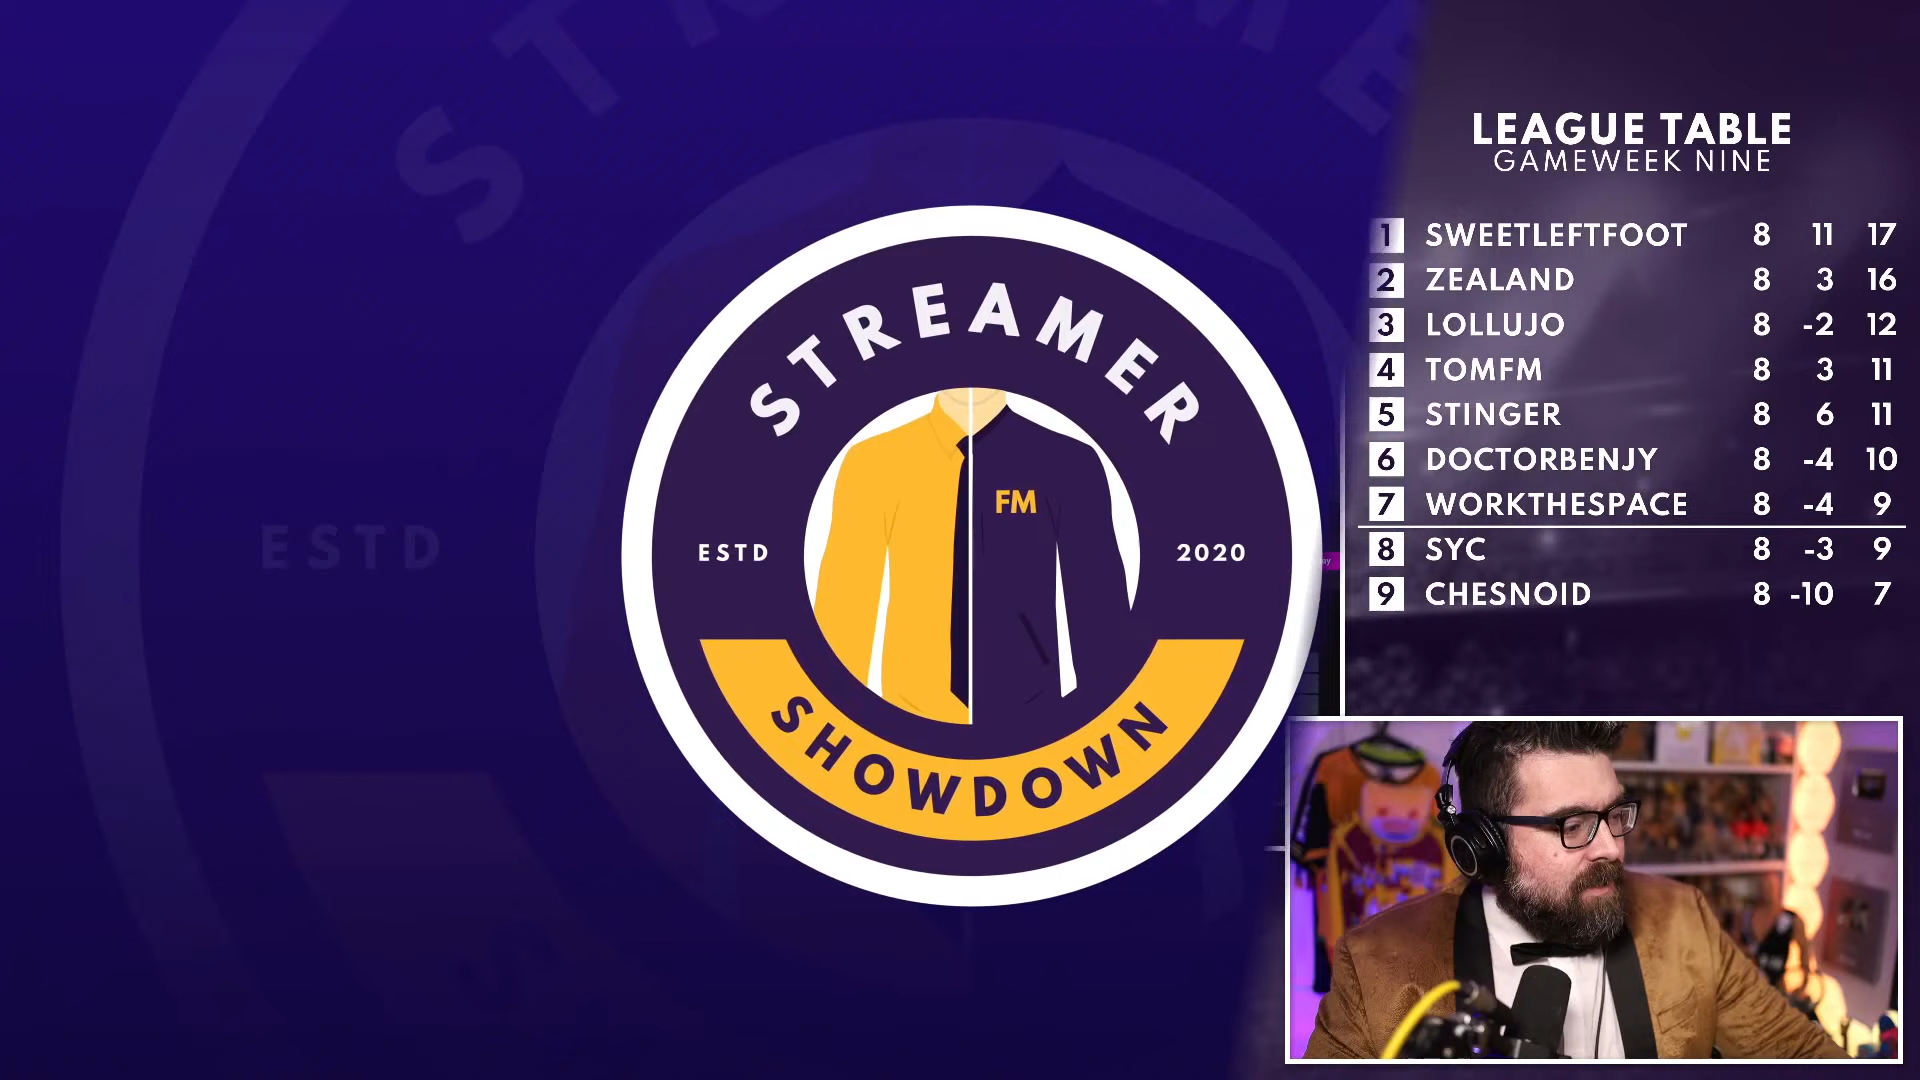 STREAMER
FM
ESTD
2020
SHOWDOWN
ESTD
LEAGUE TABLE
GAMEWEEK NINE
1 SWEETLEFTFOOT 8 11 17
2 ZEALAND 8 3 16
3 LOLLUJO 8 -2 12
4 TOMFM 8 3 11
5 STINGER 8 6 11
6 DOCTORBENJY 8 -4 10
7 WORKTHESPACE 8 -4 9
8 SYC 8 -3 9
9 CHESNOID 8 -10 7